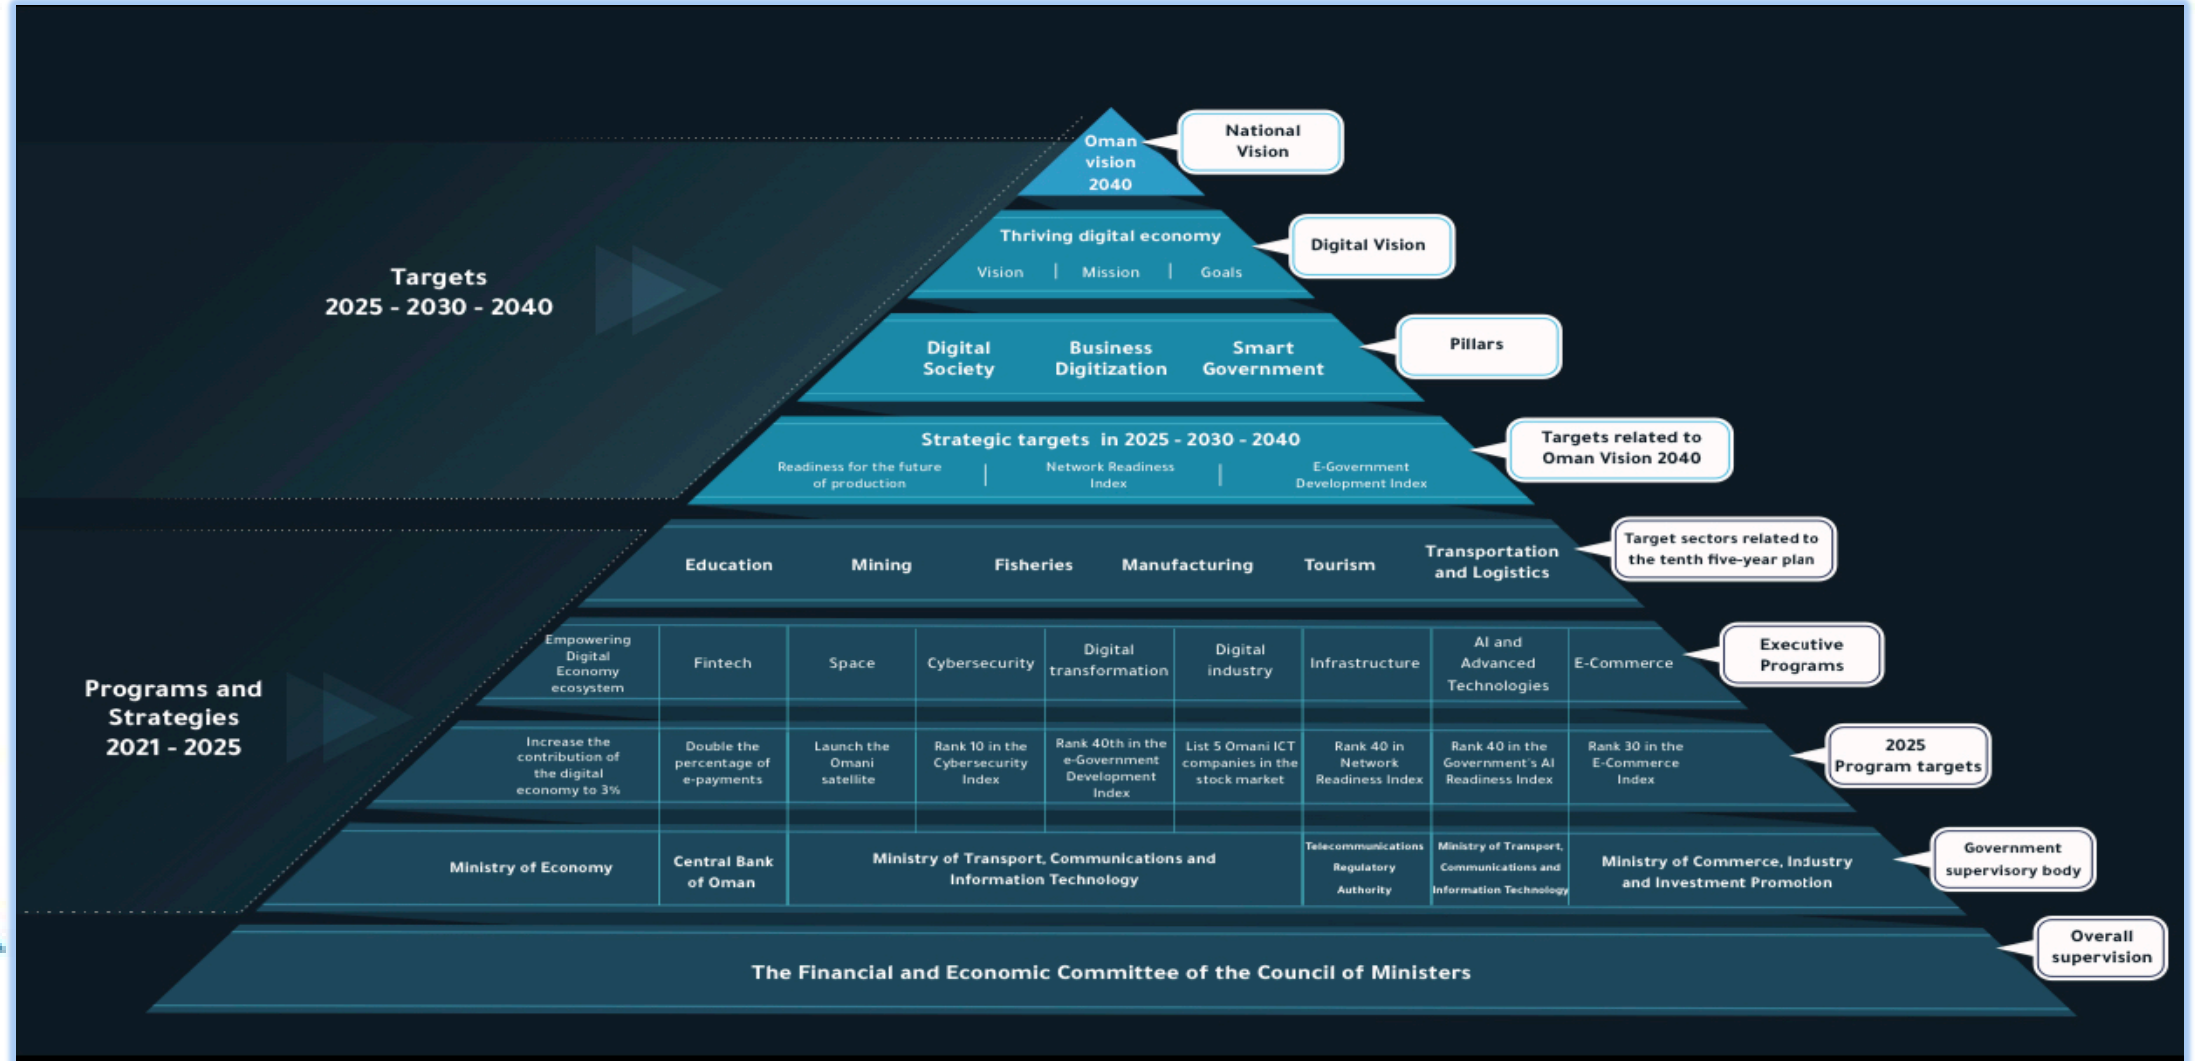 Oman
vision
2040
National
Vision
Thriving digital economy
Vision | Mission | Goals
Digital Vision
Targets
2025 - 2030 - 2040
Digital
Society
Business
Digitization
Smart
Government
Pillars
Strategic targets in 2025 - 2030 - 2040
Readiness for the future
of production
Network Readiness
Index
E-Government
Development Index
Targets related to
Oman Vision 2040
Education
Mining
Fisheries
Manufacturing
Tourism
Transportation
and Logistics
Target sectors related to
the tenth five-year plan
Programs and
Strategies
2021 - 2025
Empowering
Digital
Economy
ecosystem
Fintech
Space
Cybersecurity
Digital
transformation
Digital
industry
Infrastructure
AI and
Advanced
Technologies
E-Commerce
Executive
Programs
Increase the
contribution of
the digital
economy to 3%
Double the
percentage of
e-payments
Launch the
Omani
satellite
Rank 10 in the
Cybersecurity
Index
Rank 40th in the
e-Government
Development
Index
List 5 Omani ICT
companies in the
stock market
Rank 40 in
Network
Readiness Index
Rank 40 in the
Government's AI
Readiness Index
Rank 30 in the
E-Commerce
Index
2025
Program targets
Ministry of Economy
Central Bank
of Oman
Ministry of Transport, Communications and
Information Technology
Telecommunications
Regulatory
Authority
Ministry of Transport,
Communications and
Information Technology
Ministry of Commerce, Industry
and Investment Promotion
Government
supervisory body
The Financial and Economic Committee of the Council of Ministers
Overall
supervision